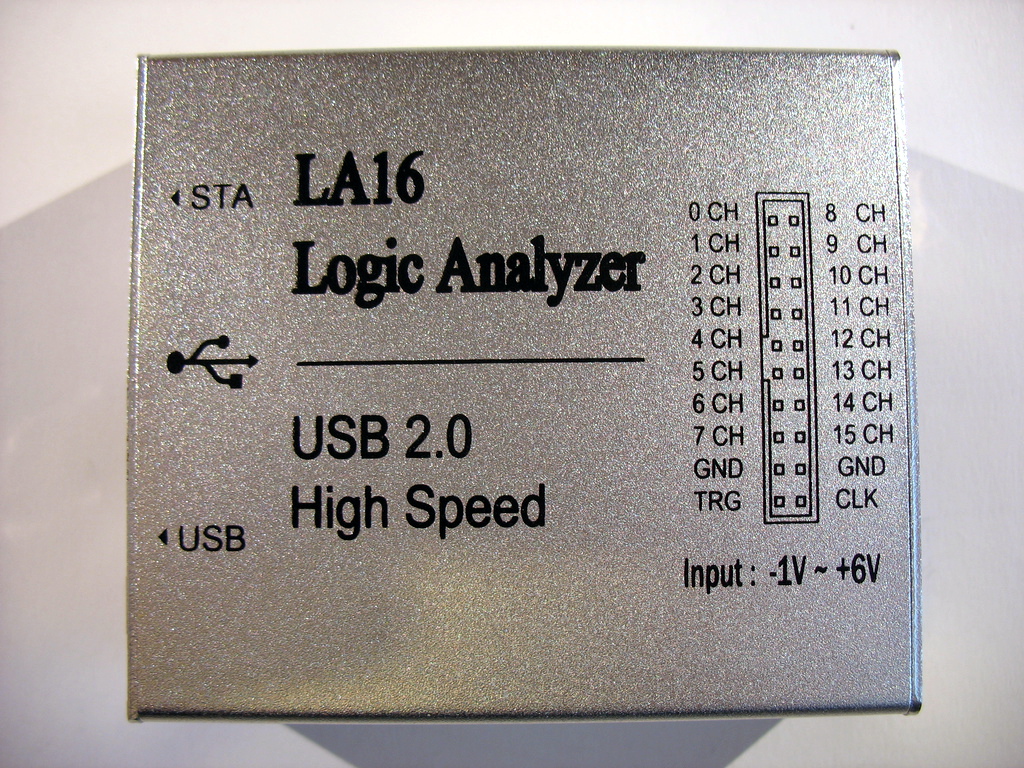 STA
LA16
Logic Analyzer
USB 2.0
High Speed
USB
0 CH 8 CH
1 CH 9 CH
2 CH 10 CH
3 CH 11 CH
4 CH 12 CH
5 CH 13 CH
6 CH 14 CH
7 CH 15 CH
GND GND
TRG CLK
Input : -1V ~ +6V